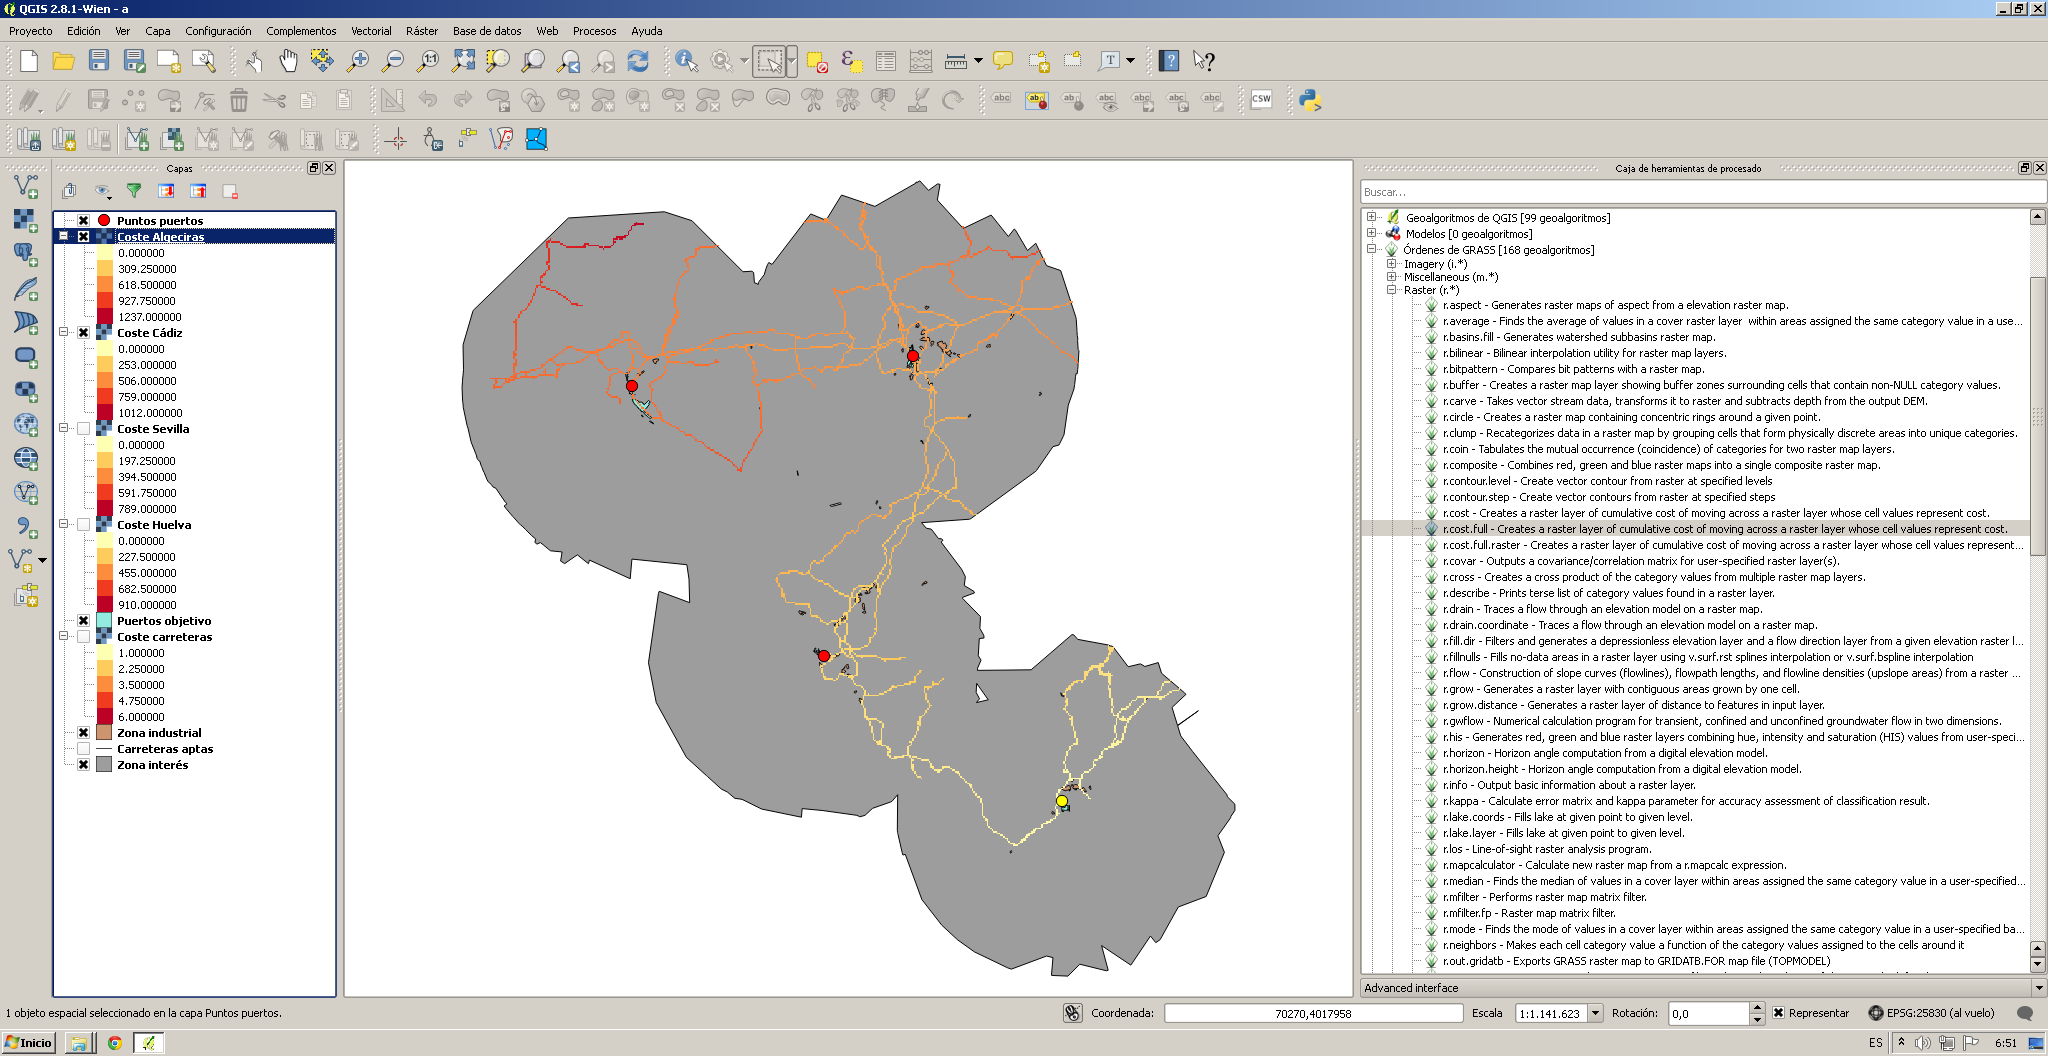 QGIS 2.8.1-Wien - a
Proyecto Edición Ver Capa Configuración Complementos Vectorial Ráster Base de datos Web Procesos Ayuda
Capas
Puntos puertos
Coste Algeciras
0.000000
309.250000
618.500000
927.750000
1237.000000
Coste Cádiz
0.000000
253.000000
506.000000
759.000000
1012.000000
Coste Sevilla
0.000000
197.250000
394.500000
591.750000
789.000000
Coste Huelva
0.000000
227.500000
455.000000
682.500000
910.000000
Puertos objetivo
Coste carreteras
1.000000
2.250000
3.500000
4.750000
6.000000
Zona industrial
Carreteras aptas
Zona interés
Caja de herramientas de procesado
Buscar...
Geoalgoritmos de QGIS [99 geoalgoritmos]
Modelos [0 geoalgoritmos]
Órdenes de GRASS [168 geoalgoritmos]
Imagery (i.*)
Miscellaneous (m.*)
Raster (r.*)
r.aspect - Generates raster maps of aspect from a elevation raster map.
r.average - Finds the average of values in a cover raster layer within areas assigned the same category value in a use...
r.basins.fill - Generates watershed subbasins raster map.
r.bilinear - Bilinear interpolation utility for raster map layers.
r.bitpattern - Compares bit patterns with a raster map.
r.buffer - Creates a raster map layer showing buffer zones surrounding cells that contain non-NULL category values.
r.carve - Takes vector stream data, transforms it to raster and subtracts depth from the output DEM.
r.circle - Creates a raster map containing concentric rings around a given point.
r.clump - Recategorizes data in a raster map by grouping cells that form physically discrete areas into unique categories.
r.coin - Tabulates the mutual occurrence (coincidence) of categories for two raster map layers.
r.composite - Combines red, green and blue raster maps into a single composite raster map.
r.contour.level - Create vector contour from raster at specified levels
r.contour.step - Create vector contours from raster at specified steps
r.cost - Creates a raster layer of cumulative cost of moving across a raster layer whose cell values represent cost.
r.cost.full - Creates a raster layer of cumulative cost of moving across a raster layer whose cell values represent cost.
r.cost.full.raster - Creates a raster layer of cumulative cost of moving across a raster layer whose cell values represent...
r.covar - Outputs a covariance/correlation matrix for user-specified raster layer(s).
r.cross - Creates a cross product of the category values from multiple raster map layers.
r.describe - Prints terse list of category values found in a raster layer.
r.drain - Traces a flow through an elevation model on a raster map.
r.drain.coordinate - Traces a flow through an elevation model on a raster map.
r.fill.dir - Filters and generates a depressionless elevation layer and a flow direction layer from a given elevation raster l...
r.fillnulls - Fills no-data areas in a raster layer using v.surf.rst splines interpolation or v.surf.bspline interpolation
r.flow - Construction of slope curves (flowlines), flowpath lengths, and flowline densities (upslope areas) from a raster ...
r.grow - Generates a raster layer with contiguous areas grown by one cell.
r.grow.distance - Generates a raster layer of distance to features in input layer.
r.gwflow - Numerical calculation program for transient, confined and unconfined groundwater flow in two dimensions.
r.his - Generates red, green and blue raster layers combining hue, intensity and saturation (HIS) values from user-speci...
r.horizon - Horizon angle computation from a digital elevation model.
r.horizon.height - Horizon angle computation from a digital elevation model.
r.info - Output basic information about a raster layer.
r.kappa - Calculate error matrix and kappa parameter for accuracy assessment of classification result.
r.lake.coords - Fills lake at given point to given level.
r.lake.layer - Fills lake at given point to given level.
r.los - Line-of-sight raster analysis program.
r.mapcalculator - Calculate new raster map from a r.mapcalc expression.
r.median - Finds the median of values in a cover layer within areas assigned the same category value in a user-specified...
r.mfilter - Performs raster map matrix filter.
r.mfilter.fp - Raster map matrix filter.
r.mode - Finds the mode of values in a cover layer within areas assigned the same category value in a user-specified ba...
r.neighbors - Makes each cell category value a function of the category values assigned to the cells around it
r.out.gridatb - Exports GRASS raster map to GRIDATB.FOR map file (TOPMODEL)
Advanced interface
1 objeto espacial seleccionado en la capa Puntos puertos.
Coordenada: 70270,4017958 Escala 1:1.141.623 Rotación: 0,0 Representar EPSG:25830 (al vuelo)
Inicio ES 6:51